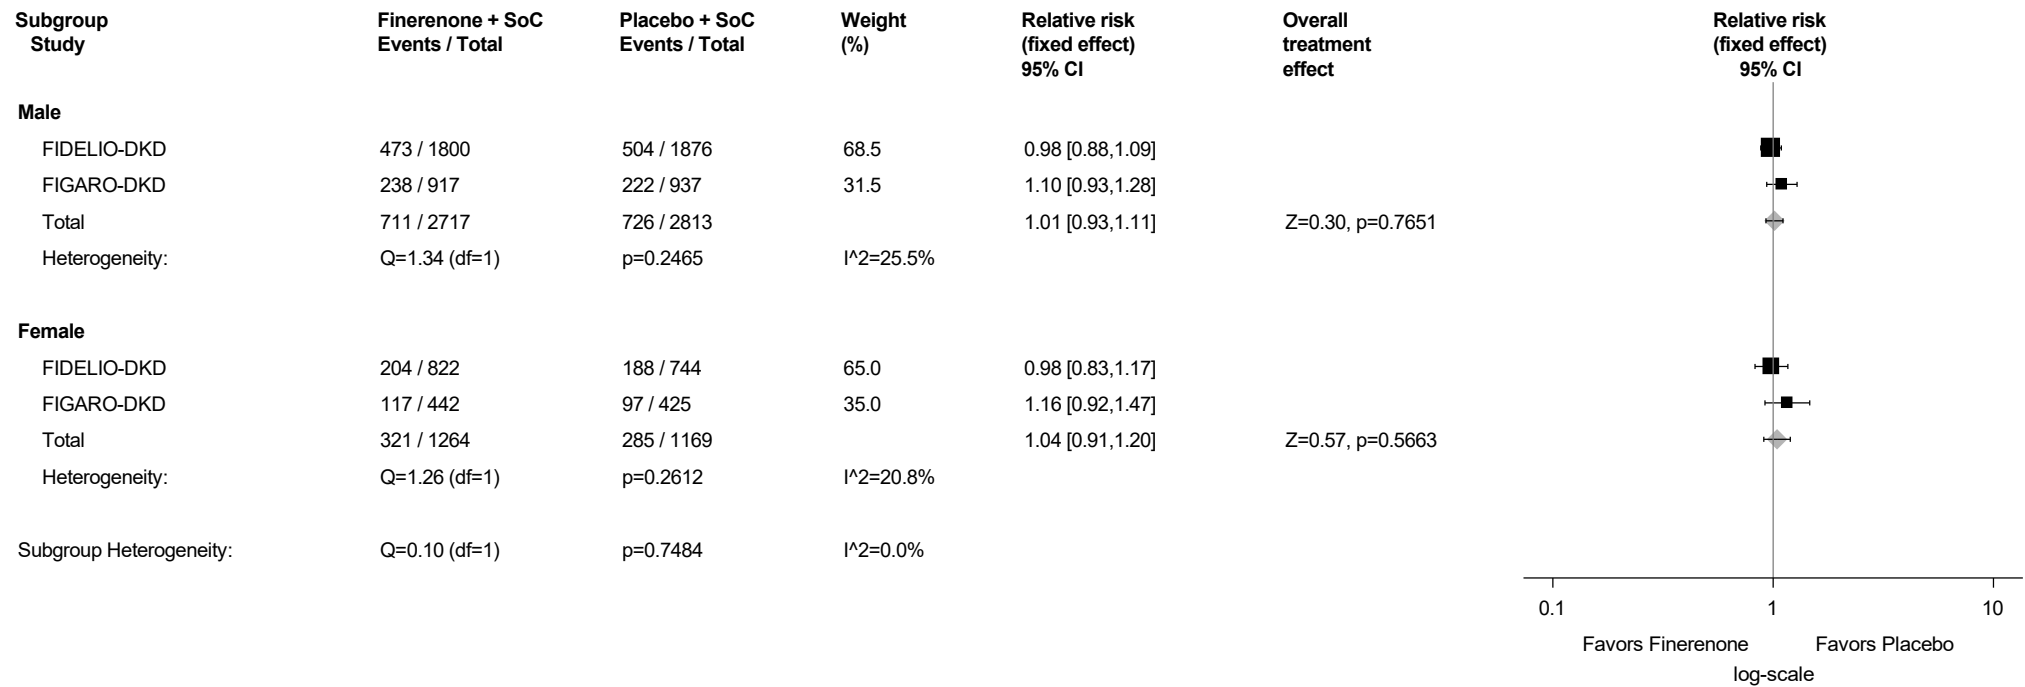 Subgroup Finerenone + SoC Placebo + SoC Weight Relative risk Overall Relative risk
Study Events / Total Events / Total (%) (fixed effect) treatment (fixed effect)
95% CI effect 95% CI
Male
FIDELIO-DKD 473 / 1800 504 / 1876 68.5 0.98 [0.88,1.09]
FIGARO-DKD 238 / 917 222 / 937 31.5 1.10 [0.93,1.28]
Total 711 / 2717 726 / 2813 1.01 [0.93,1.11] Z=0.30, p=0.7651
Heterogeneity: Q=1.34 (df=1) p=0.2465 I^2=25.5%
Female
FIDELIO-DKD 204 / 822 188 / 744 65.0 0.98 [0.83,1.17]
FIGARO-DKD 117 / 442 97 / 425 35.0 1.16 [0.92,1.47]
Total 321 / 1264 285 / 1169 1.04 [0.91,1.20] Z=0.57, p=0.5663
Heterogeneity: Q=1.26 (df=1) p=0.2612 I^2=20.8%
Subgroup Heterogeneity: Q=0.10 (df=1) p=0.7484 I^2=0.0%
0.1 1 10
Favors Finerenone Favors Placebo
log-scale